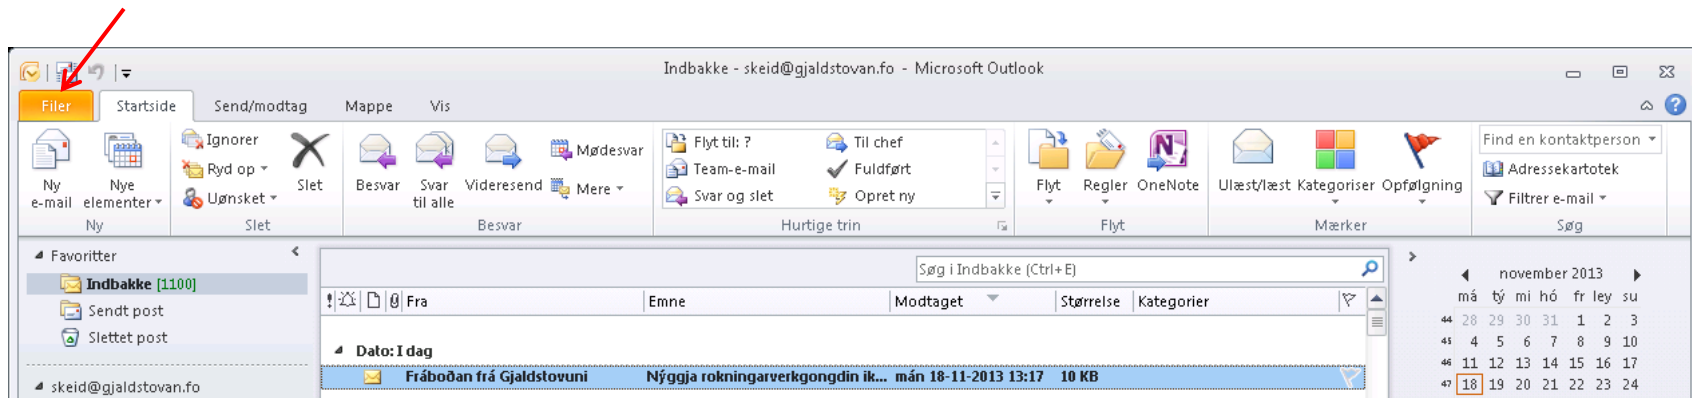 Indbakke - skeid@gjaldstovan.fo - Microsoft Outlook
Filer Startside Send/modtag Mappe Vis
Ny e-mail
Nye elementer
Ignorer
Ryd op
Uønsket
Slet
Besvar
Svar til alle
Videresend
Mødesvar
Mere
Flyt til: ?
Team-e-mail
Svar og slet
Til chef
Fuldført
Opret ny
Flyt
Regler
OneNote
Ulæst/læst
Kategoriser
Opfølgning
Find en kontaktperson
Adressekartotek
Filtrer e-mail
Ny Slet Besvar Hurtige trin Flyt Mærker Søg
Favoritter
Indbakke [1100]
Sendt post
Slettet post
skeid@gjaldstovan.fo
Søg i Indbakke (Ctrl+E)
Fra Emne Modtaget Størrelse Kategorier
Dato: I dag
Fráboðan frá Gjaldstovuni Nýggja rokningarverkgongdin ik... mán 18-11-2013 13:17 10 KB
november 2013
má tý mi hó fr ley su
44 28 29 30 31 1 2 3
45 4 5 6 7 8 9 10
46 11 12 13 14 15 16 17
47 18 19 20 21 22 23 24